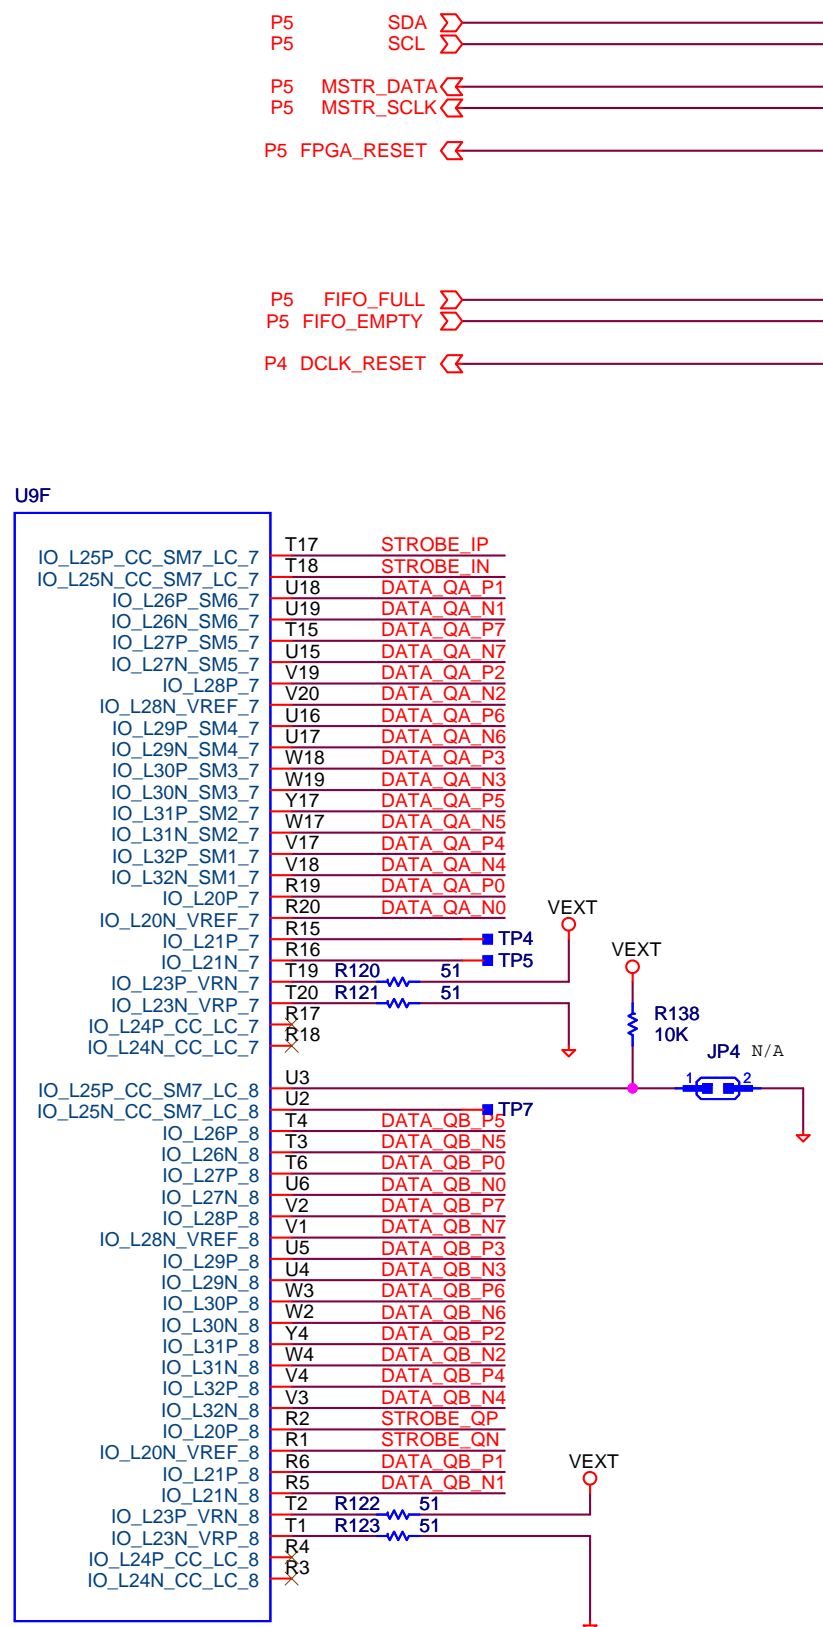 P5 SDA
P5 SCL
P5 MSTR_DATA
P5 MSTR_SCLK
P5 FPGA_RESET
P5 FIFO_FULL
P5 FIFO_EMPTY
P4 DCLK_RESET
U9F
IO_L25P_CC_SM7_LC_7 T17 STROBE_IP
IO_L25N_CC_SM7_LC_7 T18 STROBE_IN
IO_L26P_SM6_7 U18 DATA_QA_P1
IO_L26N_SM6_7 U19 DATA_QA_N1
IO_L27P_SM5_7 T15 DATA_QA_P7
IO_L27N_SM5_7 U15 DATA_QA_N7
IO_L28P_7 V19 DATA_QA_P2
IO_L28N_VREF_7 V20 DATA_QA_N2
IO_L29P_SM4_7 U16 DATA_QA_P6
IO_L29N_SM4_7 U17 DATA_QA_N6
IO_L30P_SM3_7 W18 DATA_QA_P3
IO_L30N_SM3_7 W19 DATA_QA_N3
IO_L31P_SM2_7 Y17 DATA_QA_P5
IO_L31N_SM2_7 W17 DATA_QA_N5
IO_L32P_SM1_7 V17 DATA_QA_P4
IO_L32N_SM1_7 V18 DATA_QA_N4
IO_L20P_7 R19 DATA_QA_P0
IO_L20N_VREF_7 R20 DATA_QA_N0
VEXT
IO_L21P_7 R15 TP4
IO_L21N_7 R16 TP5
VEXT
IO_L23P_VRN_7 T19 R120 51
IO_L23N_VRP_7 T20 R121 51
IO_L24P_CC_LC_7 R17
IO_L24N_CC_LC_7 R18
R138
10K
JP4 N/A
1 2
IO_L25P_CC_SM7_LC_8 U3
IO_L25N_CC_SM7_LC_8 U2 TP7
IO_L26P_8 T4 DATA_QB_P5
IO_L26N_8 T3 DATA_QB_N5
IO_L27P_8 T6 DATA_QB_P0
IO_L27N_8 U6 DATA_QB_N0
IO_L28P_8 V2 DATA_QB_P7
IO_L28N_VREF_8 V1 DATA_QB_N7
IO_L29P_8 U5 DATA_QB_P3
IO_L29N_8 U4 DATA_QB_N3
IO_L30P_8 W3 DATA_QB_P6
IO_L30N_8 W2 DATA_QB_N6
IO_L31P_8 Y4 DATA_QB_P2
IO_L31N_8 W4 DATA_QB_N2
IO_L32P_8 V4 DATA_QB_P4
IO_L32N_8 V3 DATA_QB_N4
IO_L20P_8 R2 STROBE_QP
IO_L20N_VREF_8 R1 STROBE_QN
IO_L21P_8 R6 DATA_QB_P1
IO_L21N_8 R5 DATA_QB_N1
VEXT
IO_L23P_VRN_8 T2 R122 51
IO_L23N_VRP_8 T1 R123 51
IO_L24P_CC_LC_8 R4
IO_L24N_CC_LC_8 R3